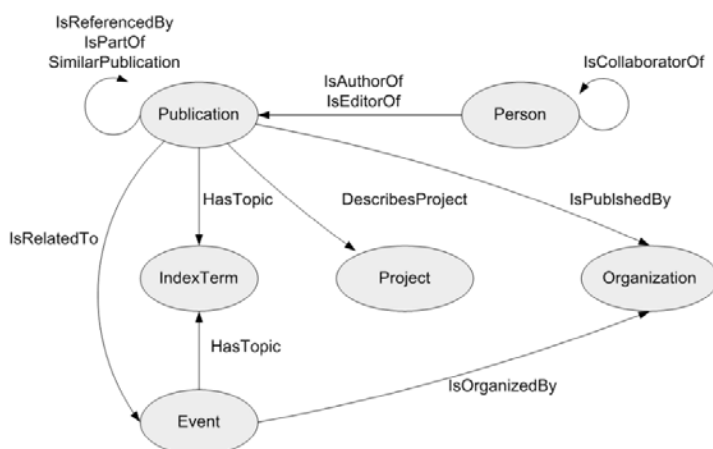 IsReferencedBy
IsPartOf
SimilarPublication
IsCollaboratorOf
IsAuthorOf
IsEditorOf
Publication
Person
HasTopic
DescribesProject
IsPublshedBy
IsRelatedTo
IndexTerm
Project
Organization
HasTopic
IsOrganizedBy
Event